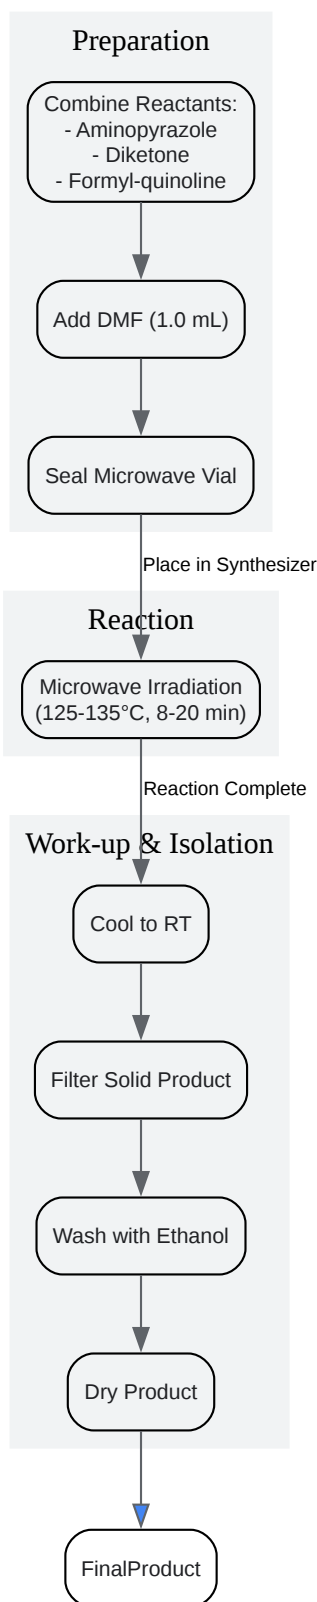 Preparation
Combine Reactants:
- Aminopyrazole
- Diketone
- Formyl-quinoline
Add DMF (1.0 mL)
Seal Microwave Vial
Place in Synthesizer
Reaction
Microwave Irradiation
(125-135°C, 8-20 min)
Reaction Complete
Work-up & Isolation
Cool to RT
Filter Solid Product
Wash with Ethanol
Dry Product
FinalProduct